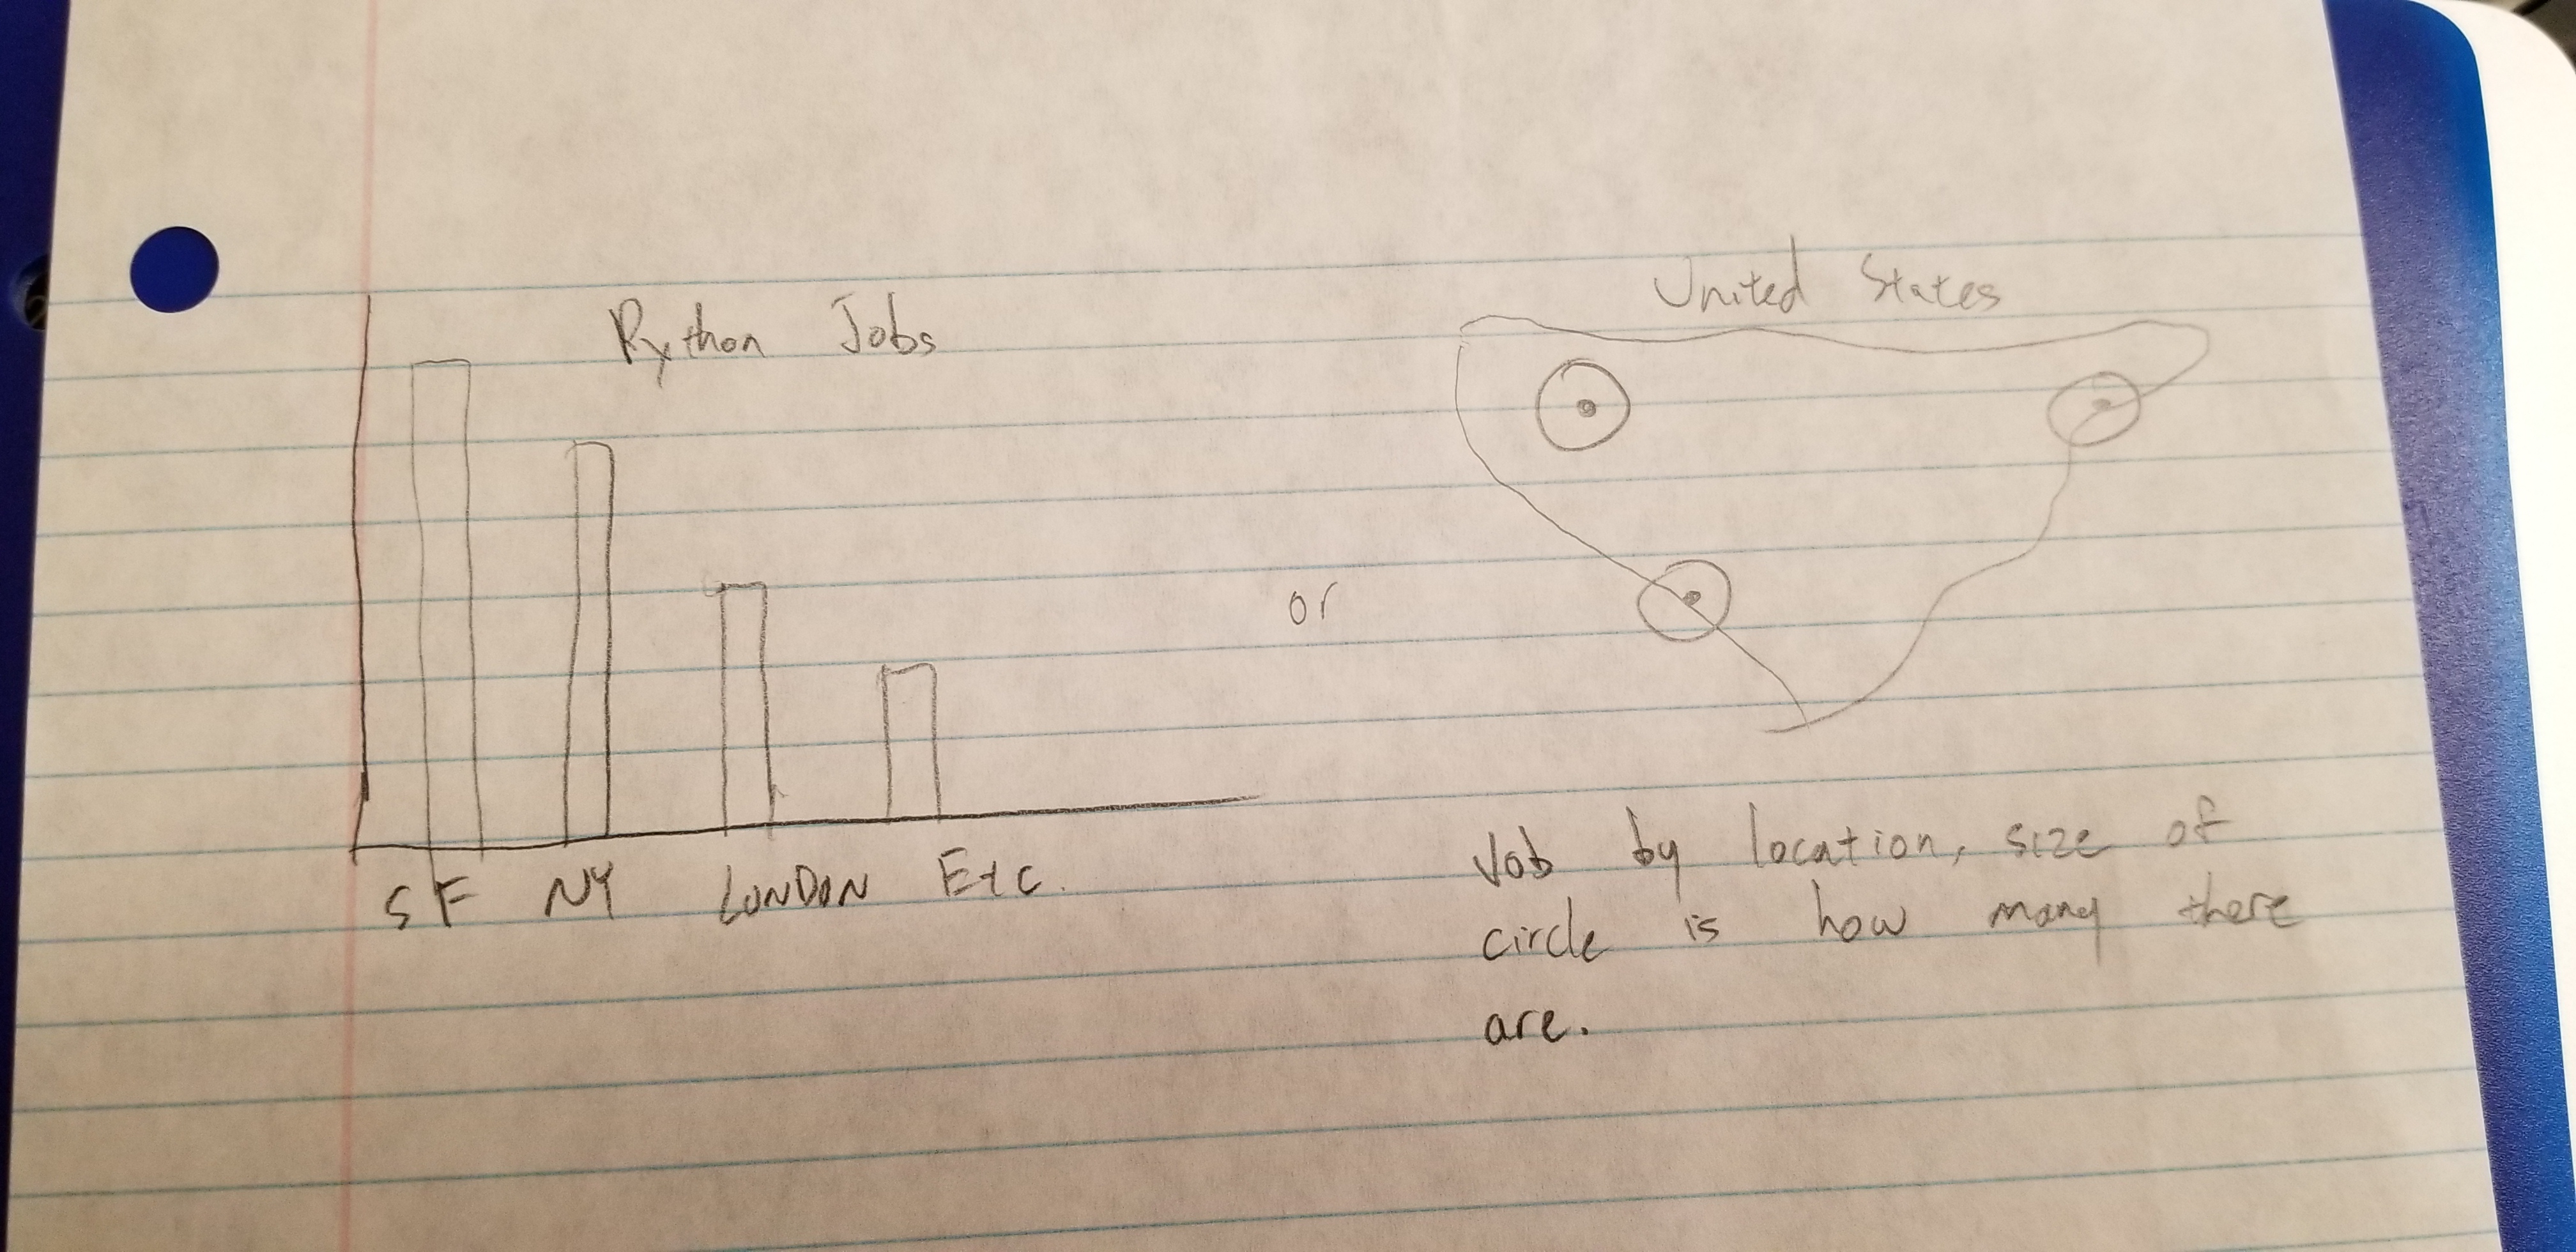 Python Jobs
SF NY LONDON Etc.
or
United States
Job by location, size of
circle is how many there
are.